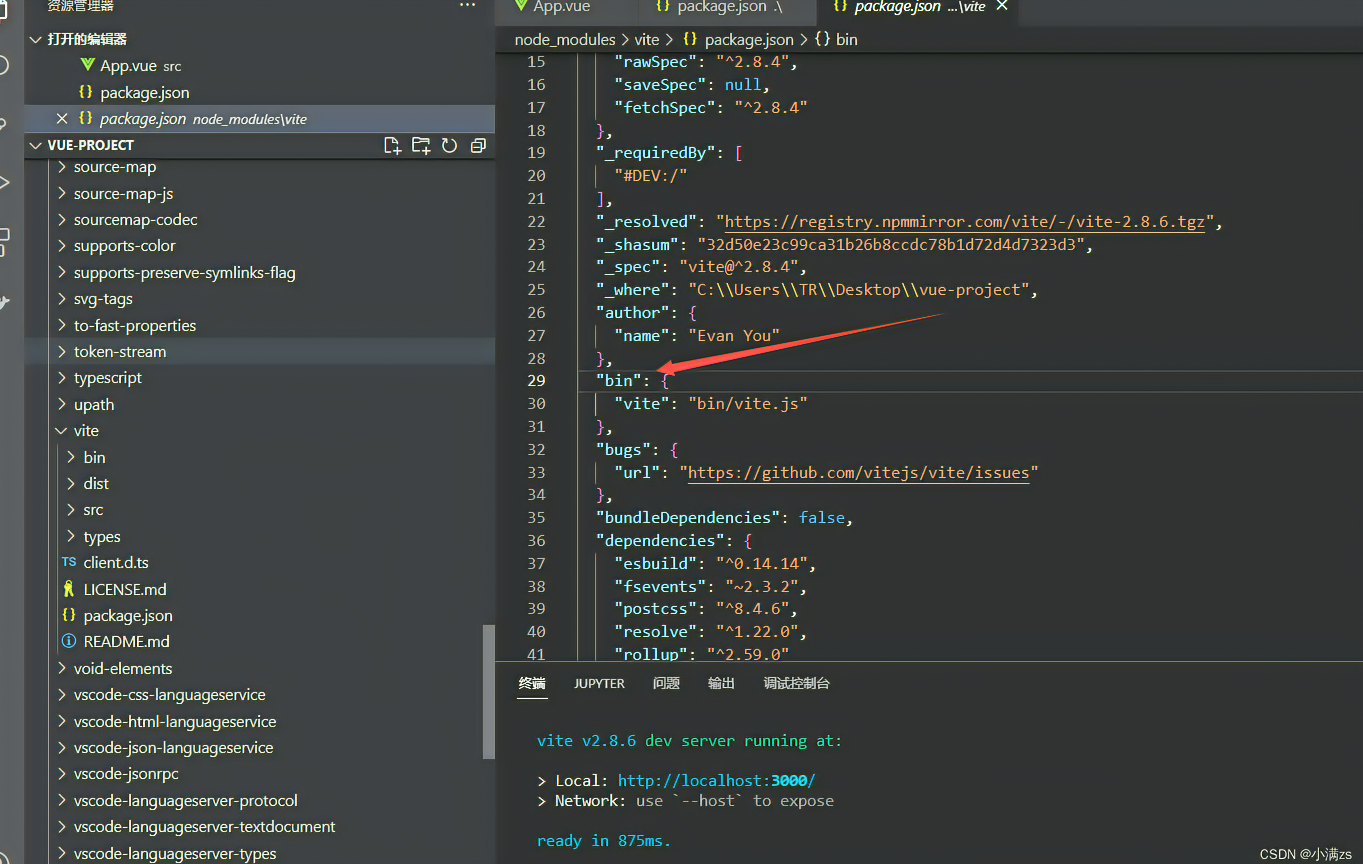 资源管理器
···
打开的编辑器
App.vue src
package.json
package.json node_modules\vite
VUE-PROJECT
source-map
source-map-js
sourcemap-codec
supports-color
supports-preserve-symlinks-flag
svg-tags
to-fast-properties
token-stream
typescript
upath
vite
bin
dist
src
types
TS client.d.ts
LICENSE.md
{} package.json
README.md
void-elements
vscode-css-languageservice
vscode-html-languageservice
vscode-json-languageservice
vscode-jsonrpc
vscode-languageserver-protocol
vscode-languageserver-textdocument
vscode-languageserver-types
App.vue {} package.json .\ {} package.json ...\vite
node_modules > vite > {} package.json > {} bin
15 "rawSpec": "^2.8.4",
16 "saveSpec": null,
17 "fetchSpec": "^2.8.4"
18 },
19 "_requiredBy": [
20 "#DEV:/"
21 ],
22 "_resolved": "https://registry.npmmirror.com/vite/-/vite-2.8.6.tgz",
23 "_shasum": "32d50e23c99ca31b26b8ccdc78b1d72d4d7323d3",
24 "_spec": "vite@^2.8.4",
25 "_where": "C:\\Users\\TR\\Desktop\\vue-project",
26 "author": {
27 "name": "Evan You"
28 },
29 "bin": {
30 "vite": "bin/vite.js"
31 },
32 "bugs": {
33 "url": "https://github.com/vitejs/vite/issues"
34 },
35 "bundleDependencies": false,
36 "dependencies": {
37 "esbuild": "^0.14.14",
38 "fsevents": "~2.3.2",
39 "postcss": "^8.4.6",
40 "resolve": "^1.22.0",
41 "rollup": "^2.59.0"
终端 JUPYTER 问题 输出 调试控制台
vite v2.8.6 dev server running at:
> Local: http://localhost:3000/
> Network: use `--host` to expose
ready in 875ms.
CSDN @小满zs